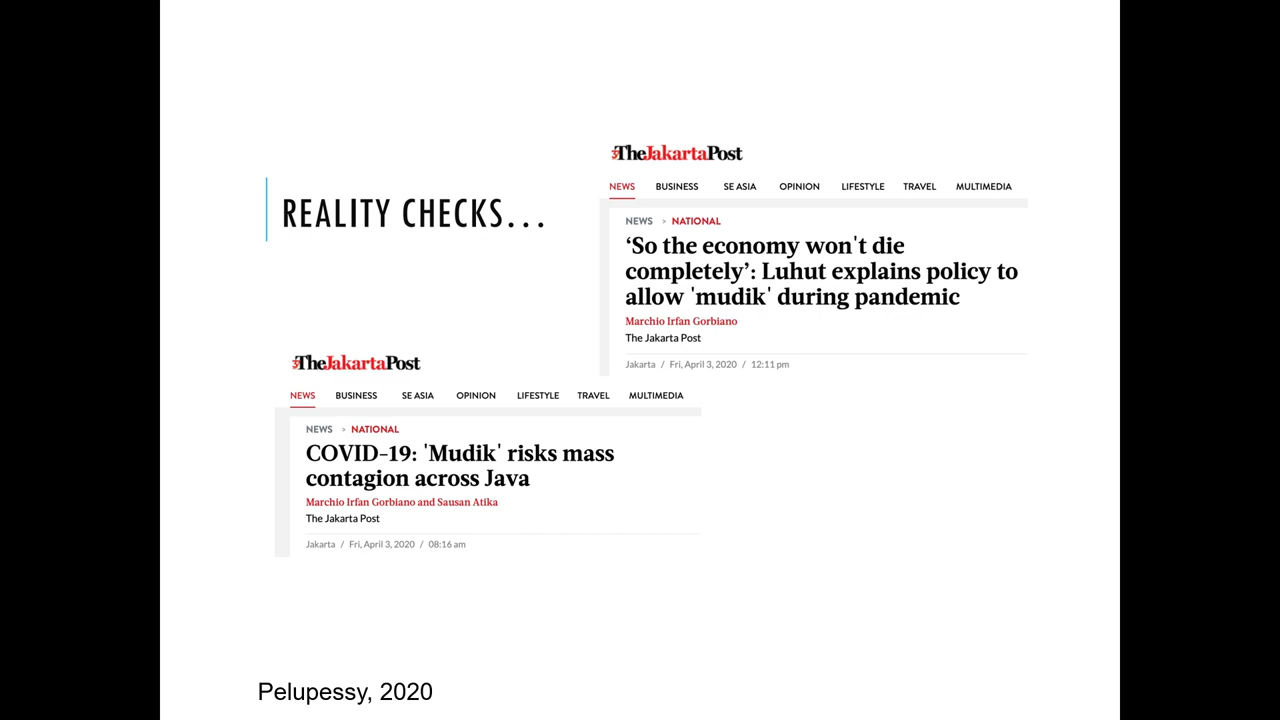 REALITY CHECKS...
TheJakartaPost
NEWS BUSINESS SE ASIA OPINION LIFESTYLE TRAVEL MULTIMEDIA
NEWS > NATIONAL
‘So the economy won't die
completely’: Luhut explains policy to
allow 'mudik' during pandemic
Marchio Irfan Gorbiano
The Jakarta Post
Jakarta / Fri, April 3, 2020 / 12:11 pm
TheJakartaPost
NEWS BUSINESS SE ASIA OPINION LIFESTYLE TRAVEL MULTIMEDIA
NEWS > NATIONAL
COVID-19: 'Mudik' risks mass
contagion across Java
Marchio Irfan Gorbiano and Sausan Atika
The Jakarta Post
Jakarta / Fri, April 3, 2020 / 08:16 am
Pelupessy, 2020